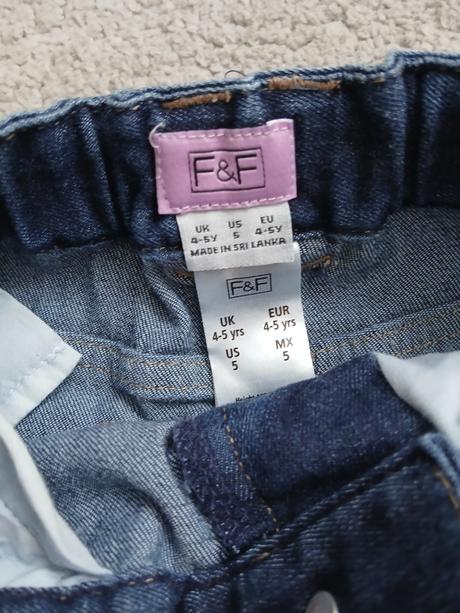 F&F
UK US EU
4-5Y 5 4-5Y
MADE IN SRI LANKA
F&F
UK EUR
4-5 yrs 4-5 yrs
US MX
5 5